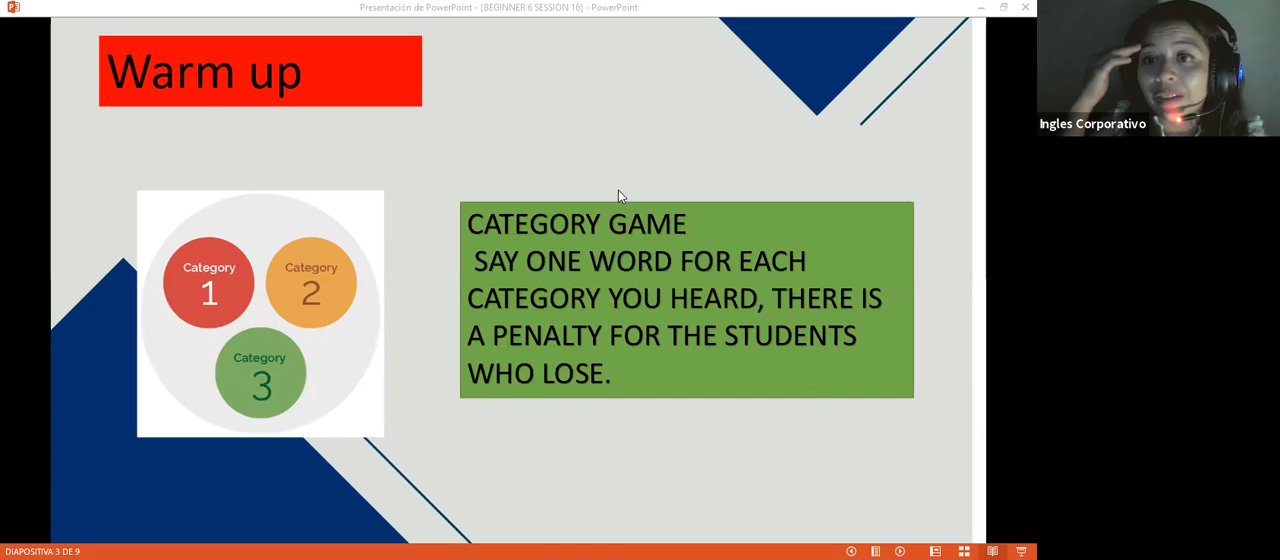 Presentación de PowerPoint - [BEGINNER 6 SESSION 16] - PowerPoint
Warm up
Ingles Corporativo
Category
1
Category
2
Category
3
CATEGORY GAME
SAY ONE WORD FOR EACH
CATEGORY YOU HEARD, THERE IS
A PENALTY FOR THE STUDENTS
WHO LOSE.
DIAPOSITIVA 3 DE 9